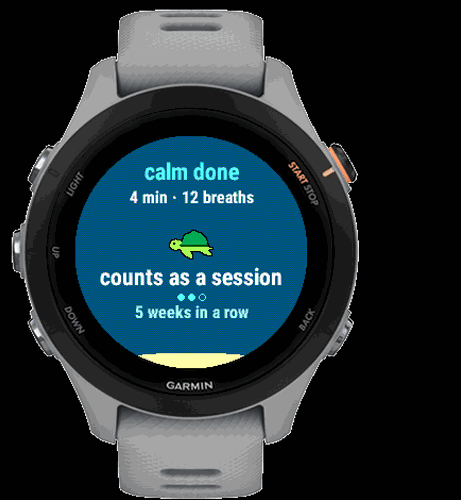 calm done
4 min · 12 breaths
START STOP
LIGHT
UP
counts as a session
5 weeks in a row
DOWN
BACK
GARMIN